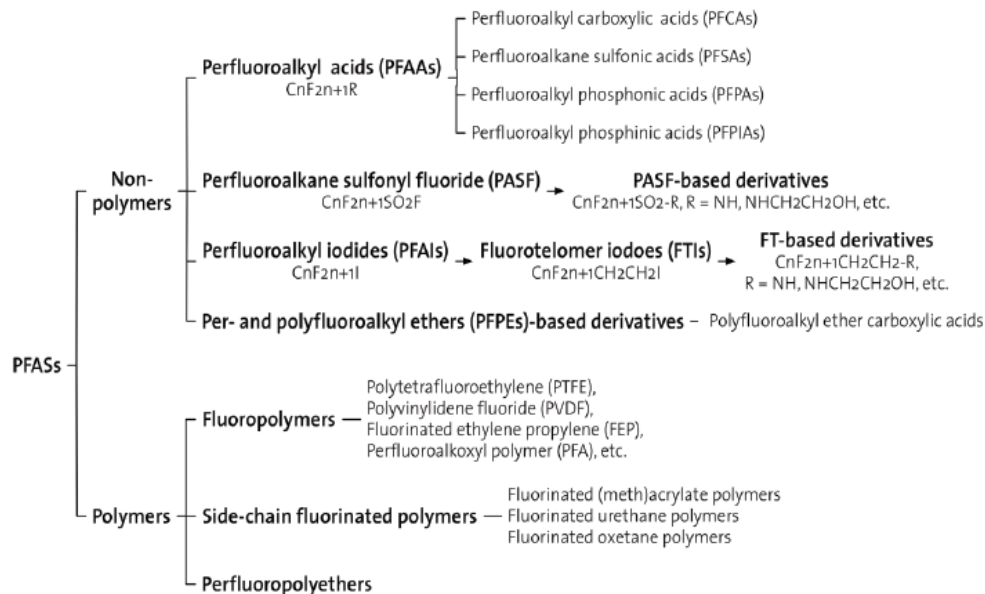 PFASs
Non-
polymers
Perfluoroalkyl acids (PFAAs)
CnF2n+1R
Perfluoroalkyl carboxylic acids (PFCAs)
Perfluoroalkane sulfonic acids (PFSAs)
Perfluoroalkyl phosphonic acids (PFPAs)
Perfluoroalkyl phosphinic acids (PFPIAs)
Perfluoroalkane sulfonyl fluoride (PASF)
CnF2n+1SO2F
PASF-based derivatives
CnF2n+1SO2-R, R = NH, NHCH2CH2OH, etc.
Perfluoroalkyl iodides (PFAIs)
CnF2n+1I
Fluorotelomer iodoes (FTIs)
CnF2n+1CH2CH2I
FT-based derivatives
CnF2n+1CH2CH2-R,
R = NH, NHCH2CH2OH, etc.
Per- and polyfluoroalkyl ethers (PFPEs)-based derivatives
Polyfluoroalkyl ether carboxylic acids
Polymers
Fluoropolymers
Polytetrafluoroethylene (PTFE),
Polyvinylidene fluoride (PVDF),
Fluorinated ethylene propylene (FEP),
Perfluoroalkoxyl polymer (PFA), etc.
Side-chain fluorinated polymers
Fluorinated (meth)acrylate polymers
Fluorinated urethane polymers
Fluorinated oxetane polymers
Perfluoropolyethers